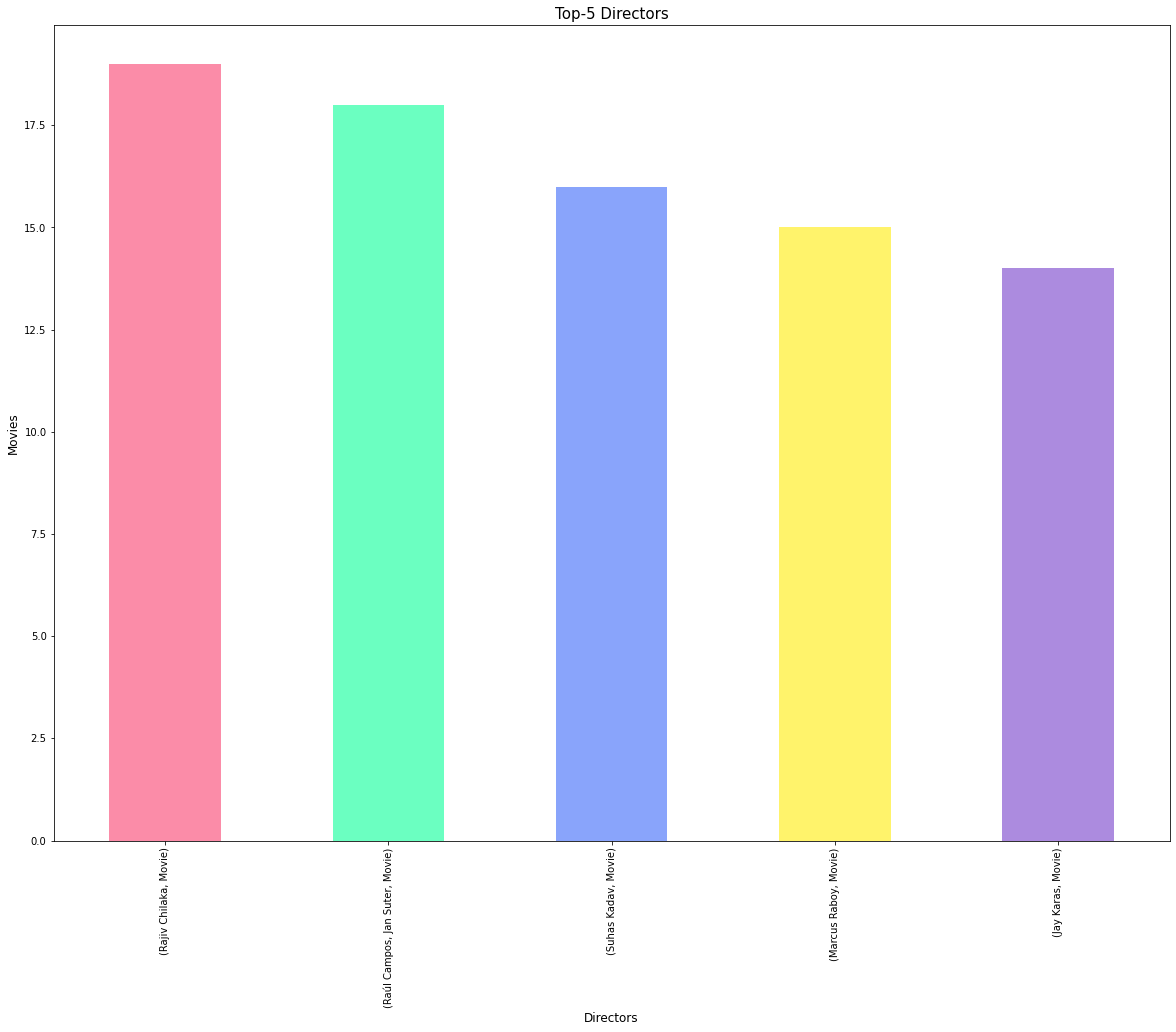 Top-5 Directors
Movies
17.5
15.0
12.5
10.0
7.5
5.0
2.5
0.0
(Rajiv Chilaka, Movie)
(Raúl Campos, Jan Suter, Movie)
(Suhas Kadav, Movie)
(Marcus Raboy, Movie)
(Jay Karas, Movie)
Directors